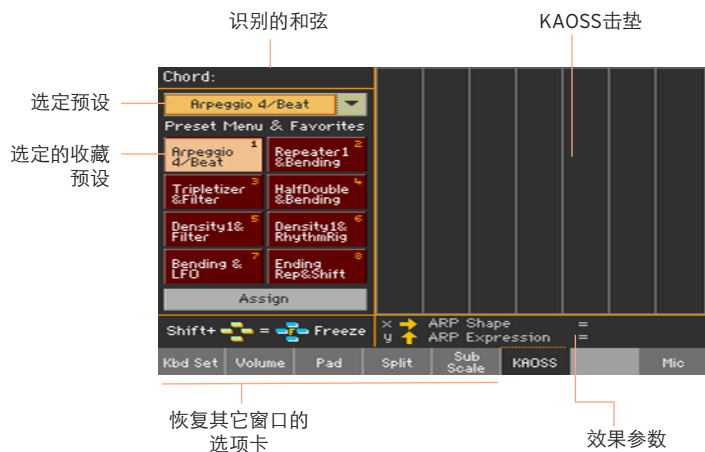 识别的和弦
KAOSS击垫
Chord:
选定预设
Arpeggio 4/Beat
Preset Menu & Favorites
选定的收藏
预设
Arpeggio 1
4/Beat
Repeater1 2
&Bending
Tripletizer 3
&Filter
HalfDouble 4
&Bending
Density1& 5
Filter
Density1& 6
RhythmRig
Bending & 7
LFO
Ending 8
Rep&Shift
Assign
Shift+ = F Freeze
x ARP Shape =
y ARP Expression =
Kbd Set Volume Pad Split Sub Scale KAOSS Mic
恢复其它窗口的
选项卡
效果参数